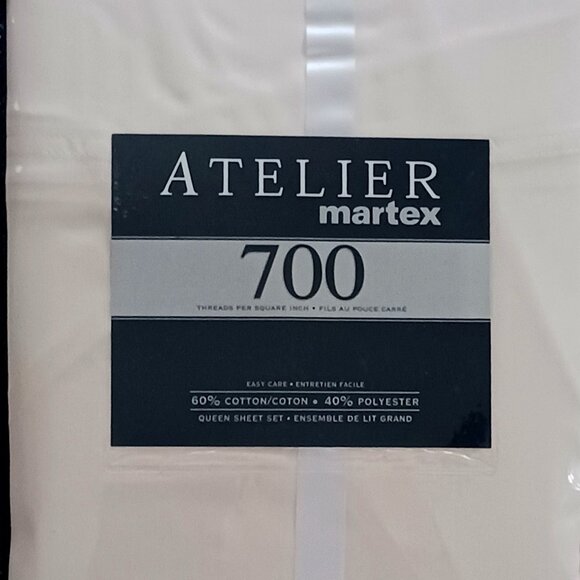 ATELIER
martex
700
THREADS PER SQUARE INCH • FILS AU POUCE CARRÉ
EASY CARE • ENTRETIEN FACILE
60% COTTON/COTON • 40% POLYESTER
QUEEN SHEET SET • ENSEMBLE DE LIT GRAND